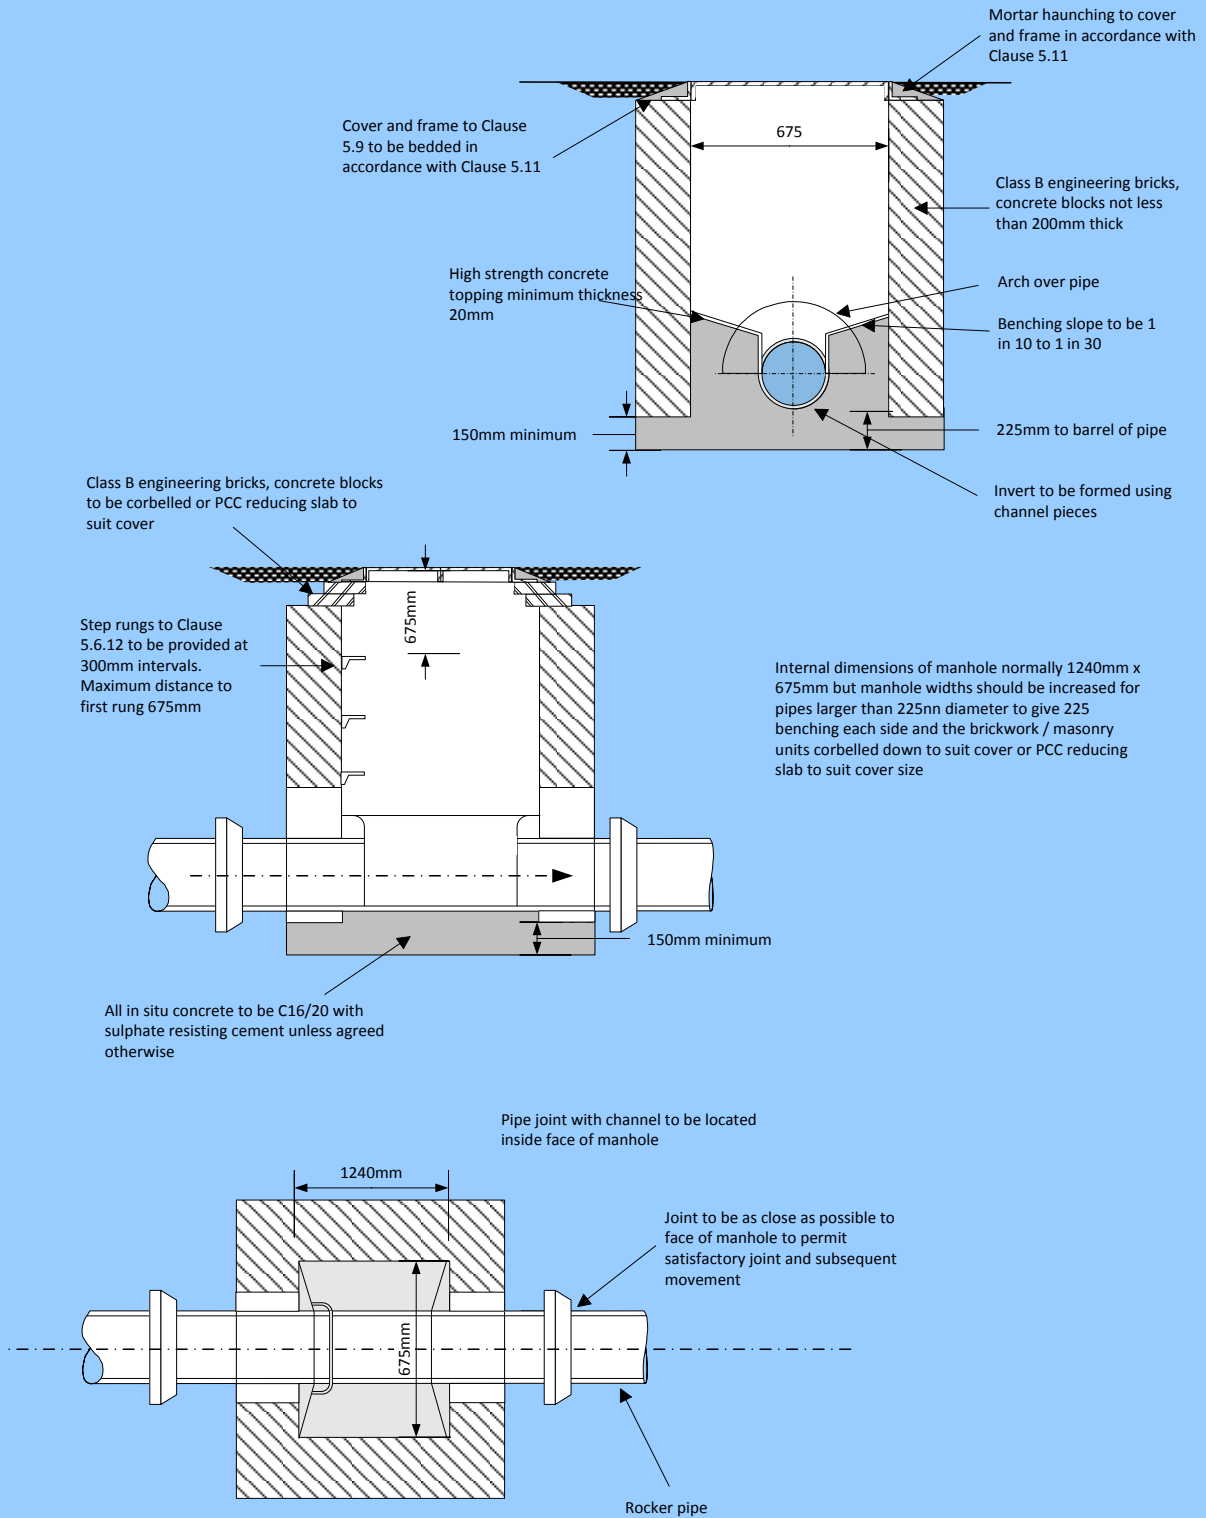 Mortar haunching to cover
and frame in accordance with
Clause 5.11
Cover and frame to Clause
5.9 to be bedded in
accordance with Clause 5.11
675
Class B engineering bricks,
concrete blocks not less
than 200mm thick
High strength concrete
topping minimum thickness
20mm
Arch over pipe
Benching slope to be 1
in 10 to 1 in 30
150mm minimum
225mm to barrel of pipe
Invert to be formed using
channel pieces
Class B engineering bricks, concrete blocks
to be corbelled or PCC reducing slab to
suit cover
675mm
Step rungs to Clause
5.6.12 to be provided at
300mm intervals.
Maximum distance to
first rung 675mm
Internal dimensions of manhole normally 1240mm x
675mm but manhole widths should be increased for
pipes larger than 225nn diameter to give 225
benching each side and the brickwork / masonry
units corbelled down to suit cover or PCC reducing
slab to suit cover size
150mm minimum
All in situ concrete to be C16/20 with
sulphate resisting cement unless agreed
otherwise
Pipe joint with channel to be located
inside face of manhole
1240mm
Joint to be as close as possible to
face of manhole to permit
satisfactory joint and subsequent
movement
675mm
Rocker pipe